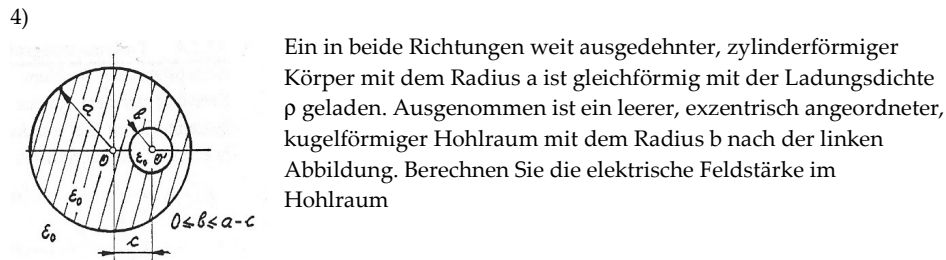 4)
Ein in beide Richtungen weit ausgedehnter, zylinderförmiger
Körper mit dem Radius a ist gleichförmig mit der Ladungsdichte
ρ geladen. Ausgenommen ist ein leerer, exzentrisch angeordneter,
kugelförmiger Hohlraum mit dem Radius b nach der linken
Abbildung. Berechnen Sie die elektrische Feldstärke im
Hohlraum
a
b
0
ε₀
0'
ε₀
ε₀
0≤b≤a-c
c